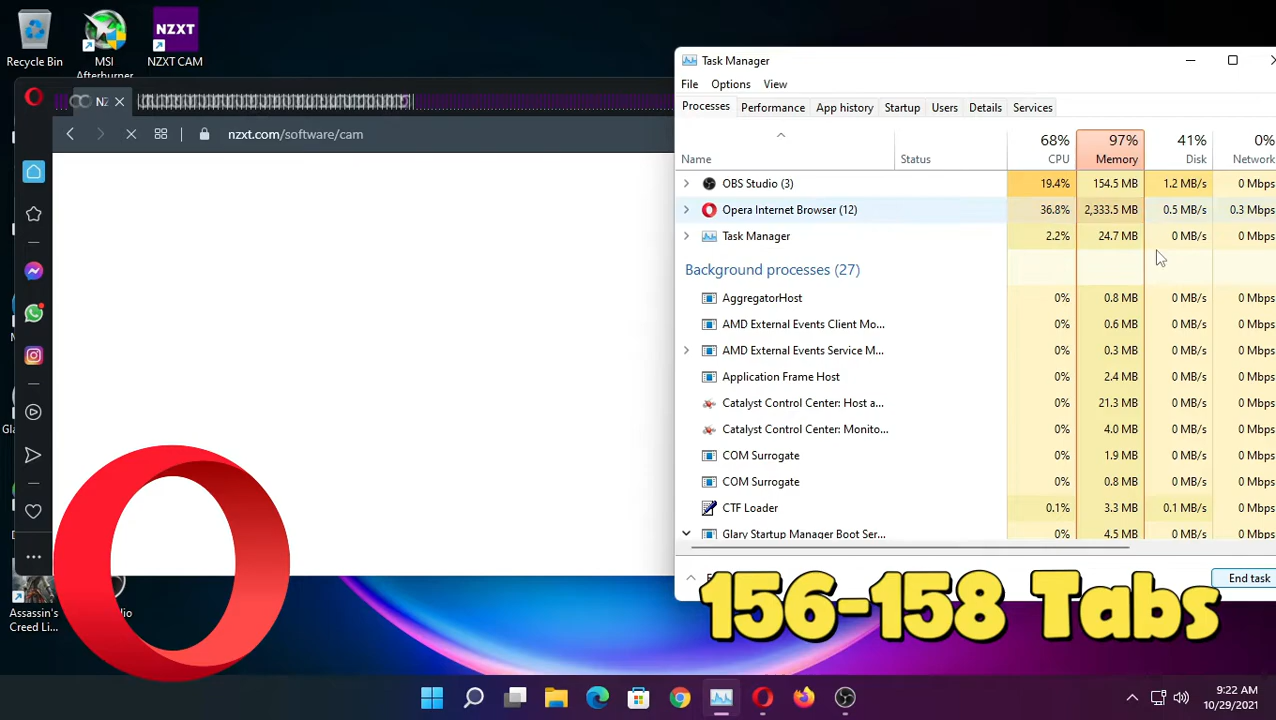 Recycle Bin
MSI Afterburner
NZXT
NZXT CAM
NZ
nzxt.com/software/cam
Task Manager
File Options View
Processes Performance App history Startup Users Details Services
68% 97% 41% 0%
Name Status CPU Memory Disk Network
OBS Studio (3) 19.4% 154.5 MB 1.2 MB/s 0 Mbps
Opera Internet Browser (12) 36.8% 2,333.5 MB 0.5 MB/s 0.3 Mbps
Task Manager 2.2% 24.7 MB 0 MB/s 0 Mbps
Background processes (27)
AggregatorHost 0% 0.8 MB 0 MB/s 0 Mbps
AMD External Events Client Mo... 0% 0.6 MB 0 MB/s 0 Mbps
AMD External Events Service M... 0% 0.3 MB 0 MB/s 0 Mbps
Application Frame Host 0% 2.4 MB 0 MB/s 0 Mbps
Catalyst Control Center: Host a... 0% 21.3 MB 0 MB/s 0 Mbps
Catalyst Control Center: Monito... 0% 4.0 MB 0 MB/s 0 Mbps
COM Surrogate 0% 1.9 MB 0 MB/s 0 Mbps
COM Surrogate 0% 0.8 MB 0 MB/s 0 Mbps
CTF Loader 0.1% 3.3 MB 0.1 MB/s 0 Mbps
Glary Startup Manager Boot Ser... 0% 4.5 MB 0 MB/s 0 Mbps
End task
156-158 Tabs
Assassin's
Creed Li...
9:22 AM
10/29/2021